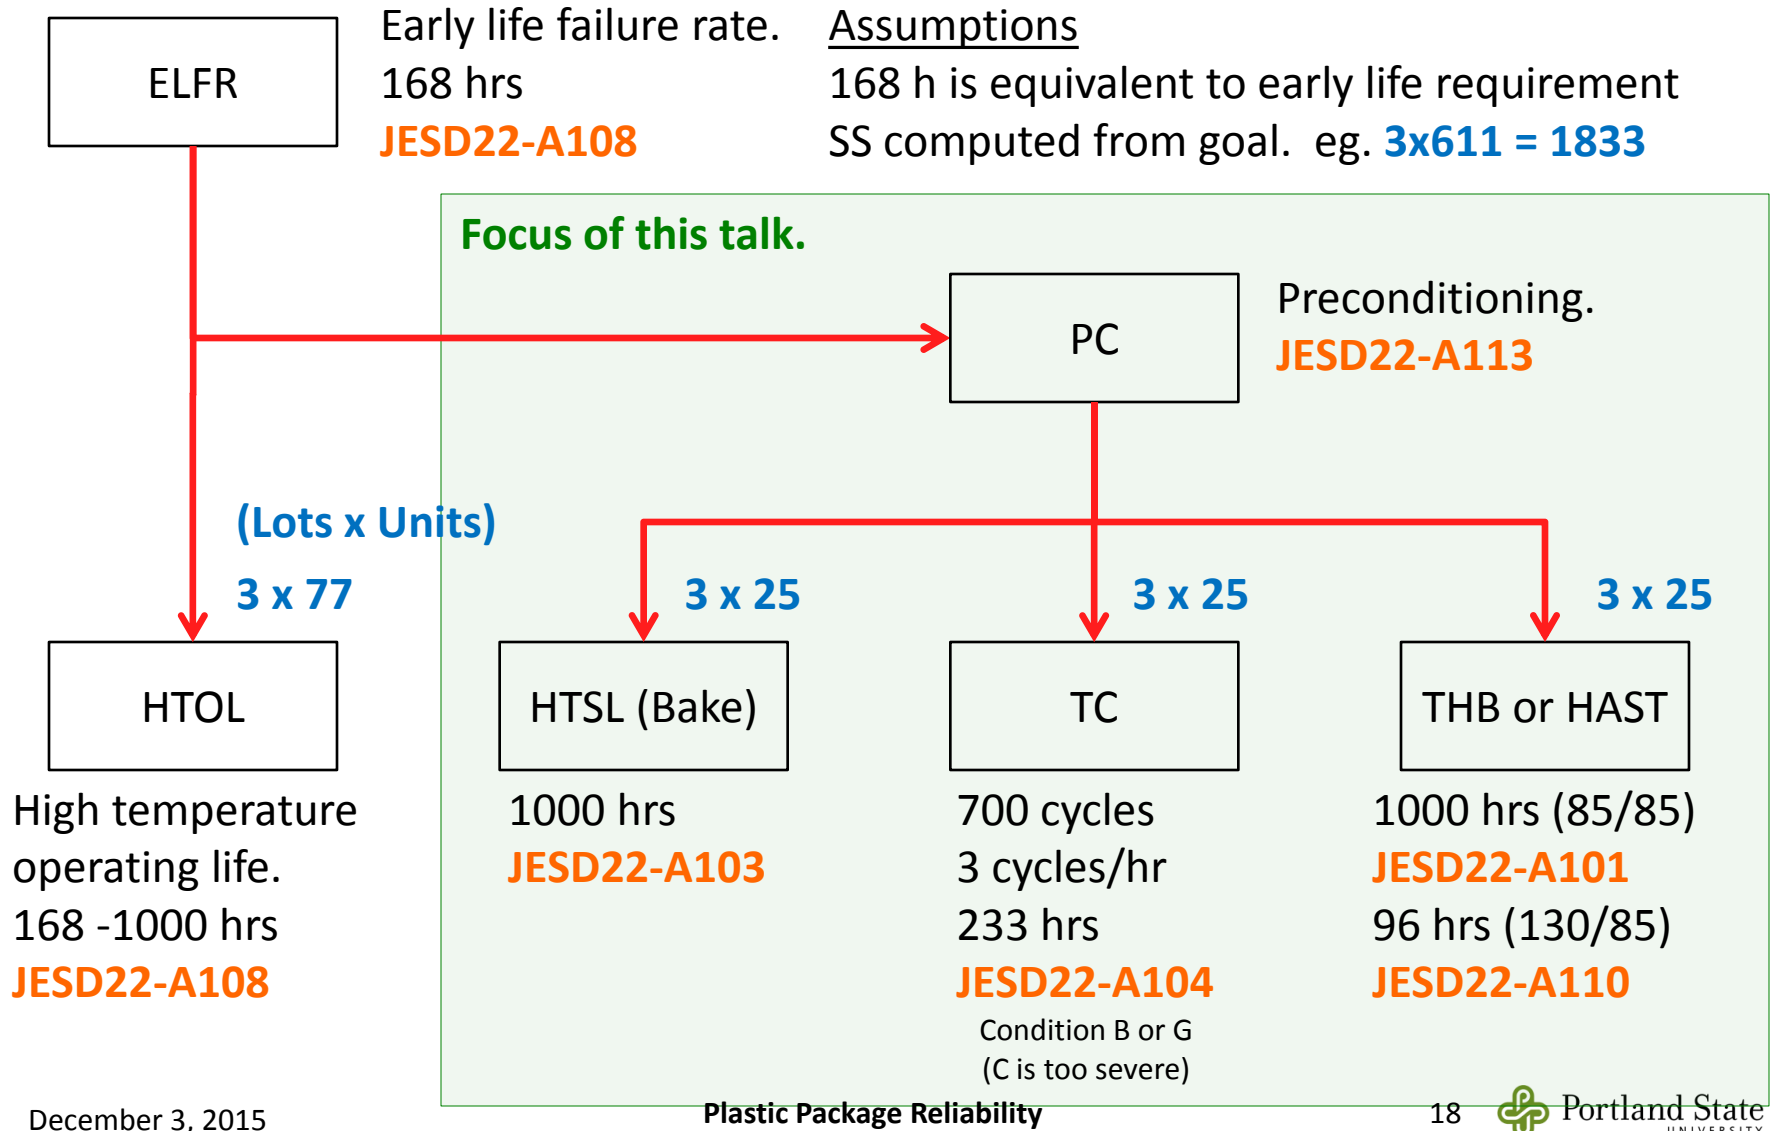 ELFR
Early life failure rate.
168 hrs
JESD22-A108
Assumptions
168 h is equivalent to early life requirement
SS computed from goal.  eg. 3x611 = 1833
Focus of this talk.
PC
Preconditioning.
JESD22-A113
(Lots x Units)
3 x 77
3 x 25
3 x 25
3 x 25
HTOL
HTSL (Bake)
TC
THB or HAST
High temperature
operating life.
168 -1000 hrs
JESD22-A108
1000 hrs
JESD22-A103
700 cycles
3 cycles/hr
233 hrs
JESD22-A104
Condition B or G
(C is too severe)
1000 hrs (85/85)
JESD22-A101
96 hrs (130/85)
JESD22-A110
December 3, 2015
Plastic Package Reliability
18
Portland State
UNIVERSITY